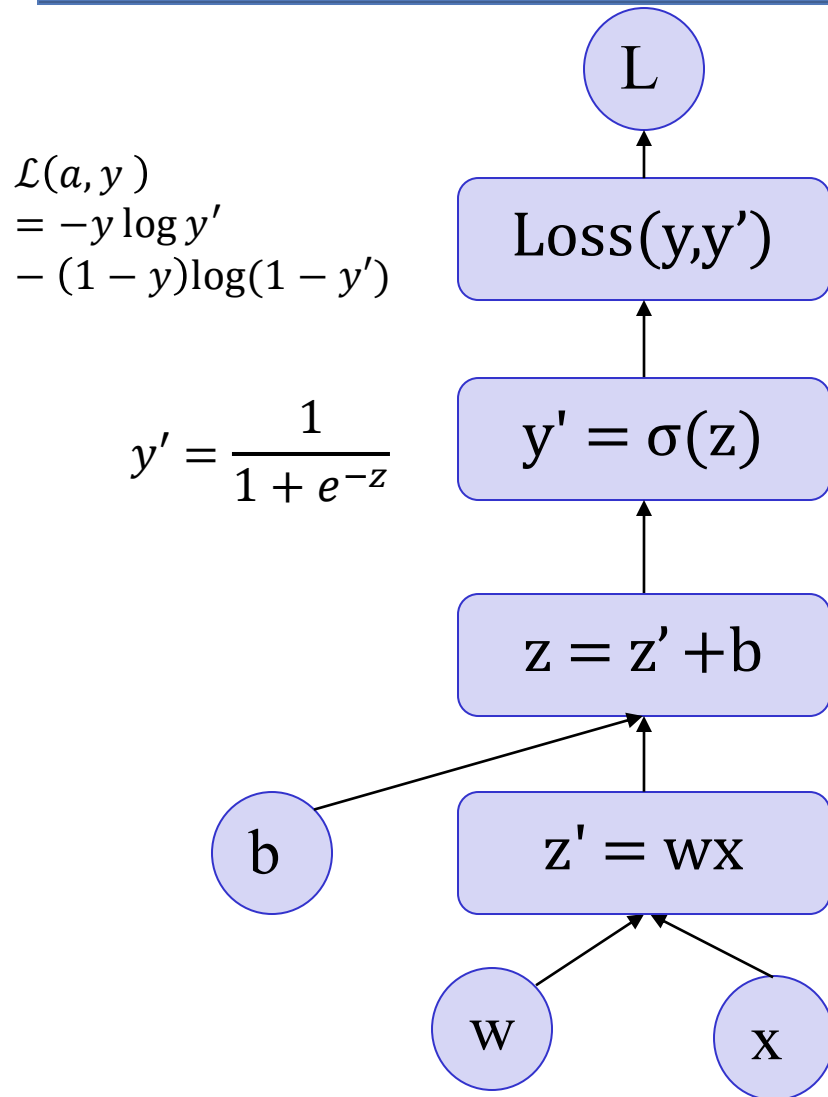 L
ℒ(a, y )
= −y log y′
− (1 − y)log(1 − y′)
Loss(y,y’)
y′ = 1 / (1 + e^{−z})
y' = σ(z)
z = z’ +b
b
z' = wx
w
x